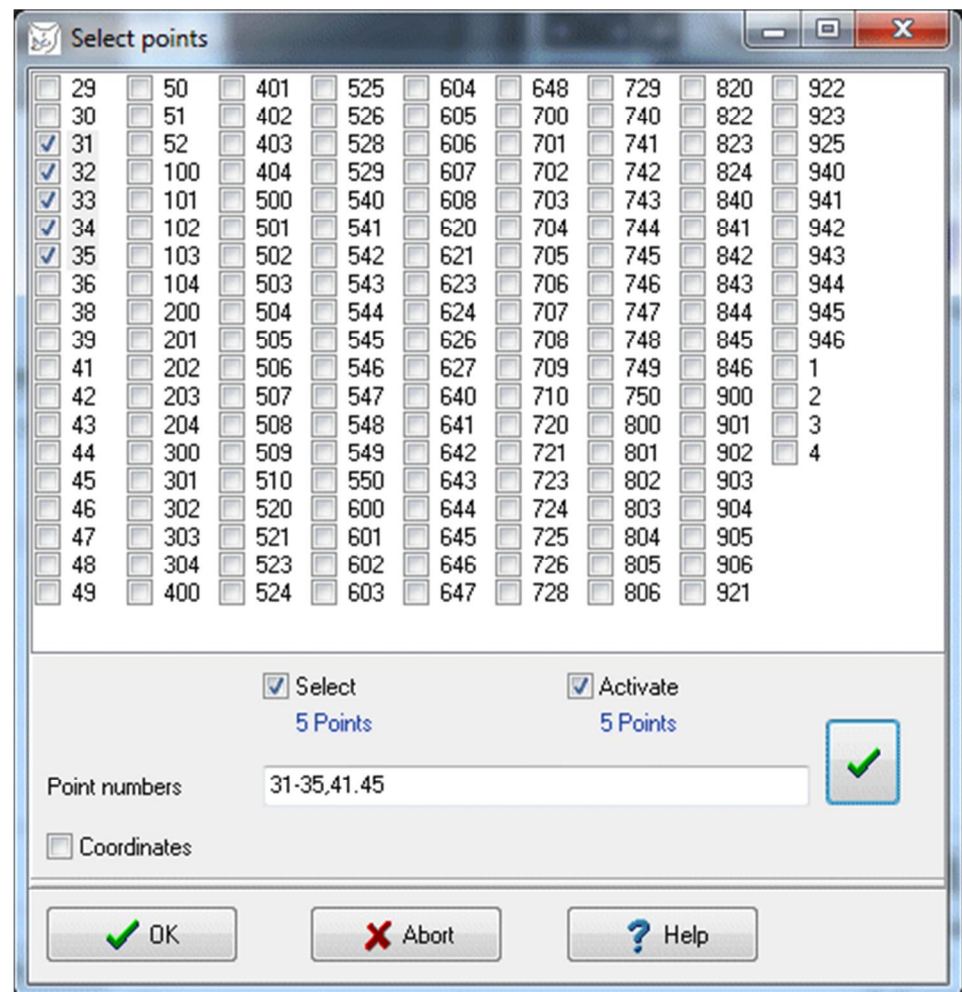 Select points
29 50 401 525 604 648 729 820 922
30 51 402 526 605 700 740 822 923
31 52 403 528 606 701 741 823 925
32 100 404 529 607 702 742 824 940
33 101 500 540 608 703 743 840 941
34 102 501 541 620 704 744 841 942
35 103 502 542 621 705 745 842 943
36 104 503 543 623 706 746 843 944
38 200 504 544 624 707 747 844 945
39 201 505 545 626 708 748 845 946
41 202 506 546 627 709 749 846 1
42 203 507 547 640 710 750 900 2
43 204 508 548 641 720 800 901 3
44 300 509 549 642 721 801 902 4
45 301 510 550 643 723 802 903
46 302 520 600 644 724 803 904
47 303 521 601 645 725 804 905
48 304 523 602 646 726 805 906
49 400 524 603 647 728 806 921
Select Activate
5 Points 5 Points
Point numbers 31-35,41.45
Coordinates
OK Abort Help